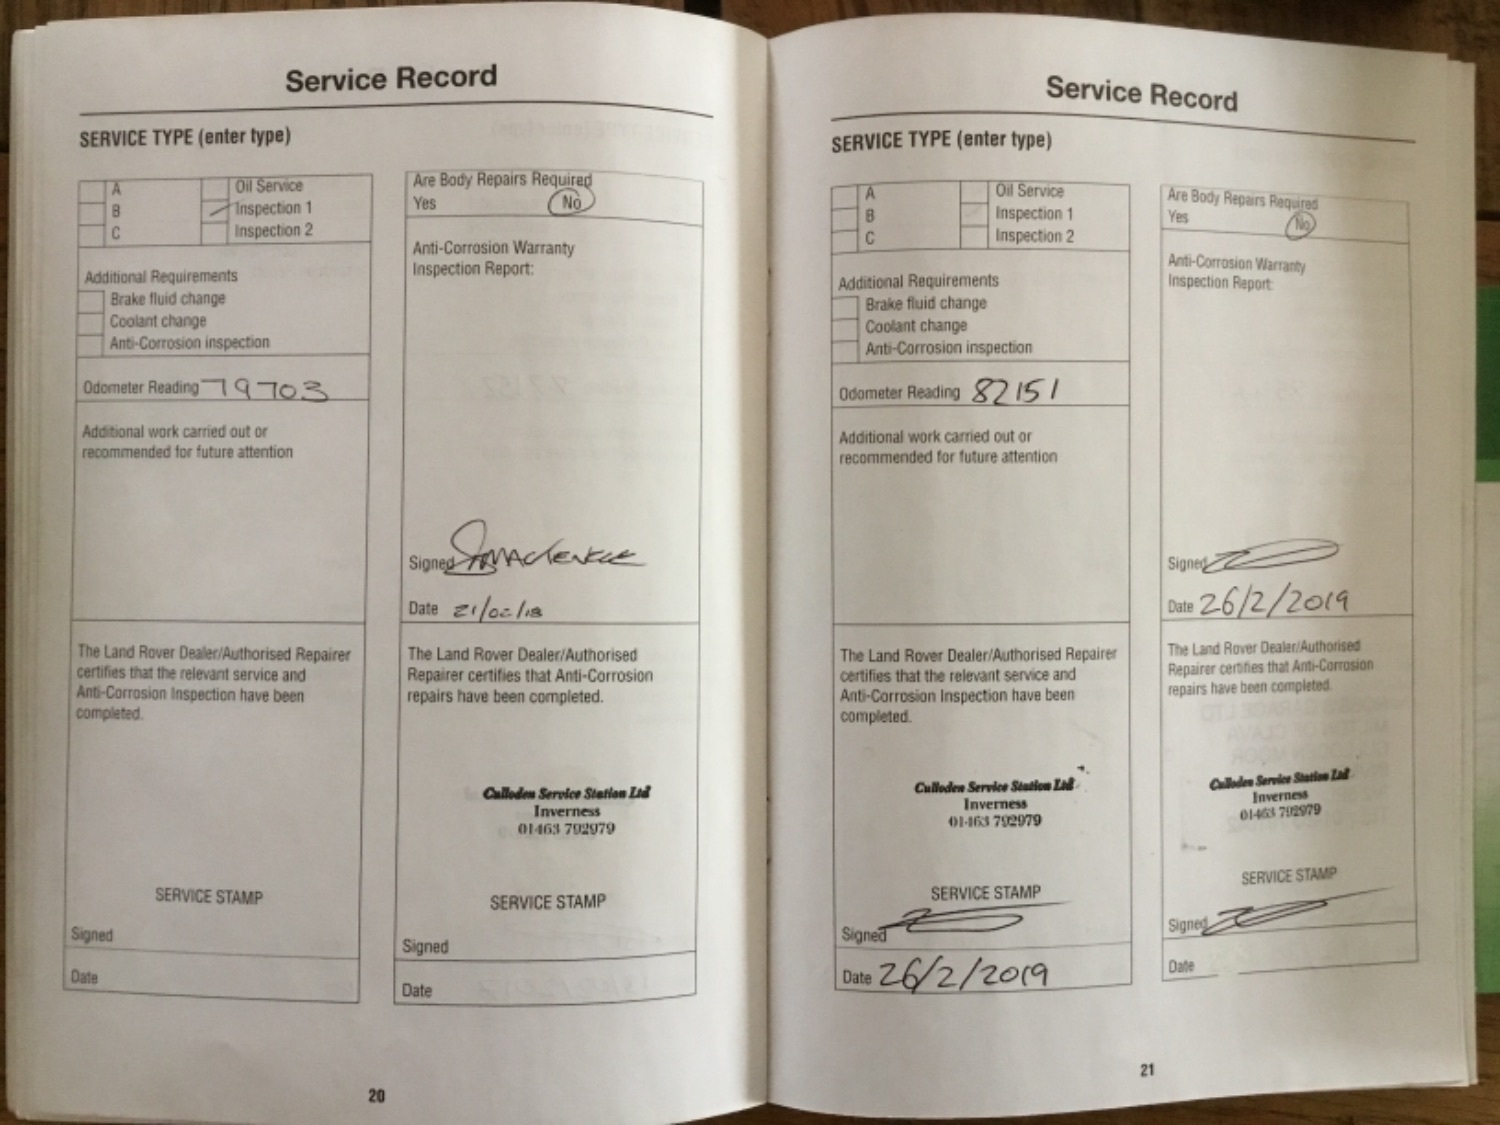 Service Record
SERVICE TYPE (enter type)
A
B
C
Oil Service
Inspection 1
Inspection 2
Additional Requirements
Brake fluid change
Coolant change
Anti-Corrosion inspection
Odometer Reading 79703
Additional work carried out or
recommended for future attention
The Land Rover Dealer/Authorised Repairer
certifies that the relevant service and
Anti-Corrosion Inspection have been
completed.
SERVICE STAMP
Signed
Date
Are Body Repairs Required
Yes No
Anti-Corrosion Warranty
Inspection Report:
Signed
Date 21/02/18
The Land Rover Dealer/Authorised
Repairer certifies that Anti-Corrosion
repairs have been completed.
Culloden Service Station Ltd
Inverness
01463 792979
SERVICE STAMP
Signed
Date
20
Service Record
SERVICE TYPE (enter type)
A
B
C
Oil Service
Inspection 1
Inspection 2
Additional Requirements
Brake fluid change
Coolant change
Anti-Corrosion inspection
Odometer Reading 82151
Additional work carried out or
recommended for future attention
The Land Rover Dealer/Authorised Repairer
certifies that the relevant service and
Anti-Corrosion Inspection have been
completed.
Culloden Service Station Ltd
Inverness
01463 792979
SERVICE STAMP
Signed
Date 26/2/2019
Are Body Repairs Required
Yes No
Anti-Corrosion Warranty
Inspection Report:
Signed
Date 26/2/2019
The Land Rover Dealer/Authorised
Repairer certifies that Anti-Corrosion
repairs have been completed.
Culloden Service Station Ltd
Inverness
01463 792979
SERVICE STAMP
Signed
Date
21